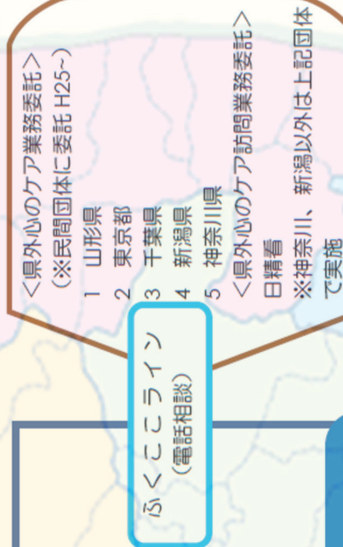 ＜県外心のケア業務委託＞
（※民間団体に委託 H25~）
1 山形県
2 東京都
3 千葉県
4 新潟県
5 神奈川県
＜県外心のケア訪問業務委託＞
日精看
※神奈川、新潟以外は上記団体
で実施
ふくここライン
（電話相談）